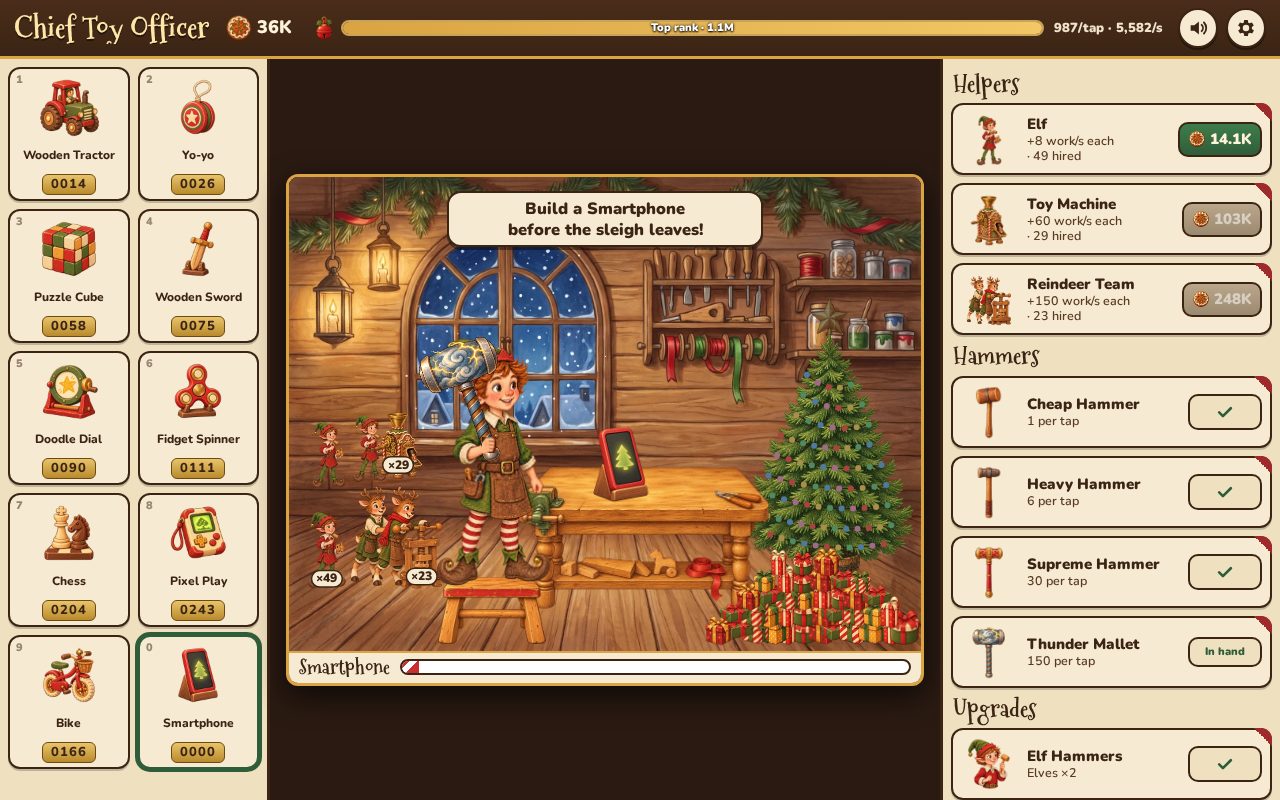 Chief Toy Officer
36K
Top rank · 1.1M
987/tap · 5,582/s
1
Wooden Tractor
0014
2
Yo-yo
0026
3
Puzzle Cube
0058
4
Wooden Sword
0075
5
Doodle Dial
0090
6
Fidget Spinner
0111
7
Chess
0204
8
Pixel Play
0243
9
Bike
0166
0
Smartphone
0000
Build a Smartphone
before the sleigh leaves!
×29
×49
×23
Smartphone
Helpers
Elf
+8 work/s each
· 49 hired
14.1K
Toy Machine
+60 work/s each
· 29 hired
103K
Reindeer Team
+150 work/s each
· 23 hired
248K
Hammers
Cheap Hammer
1 per tap
Heavy Hammer
6 per tap
Supreme Hammer
30 per tap
Thunder Mallet
150 per tap
In hand
Upgrades
Elf Hammers
Elves ×2